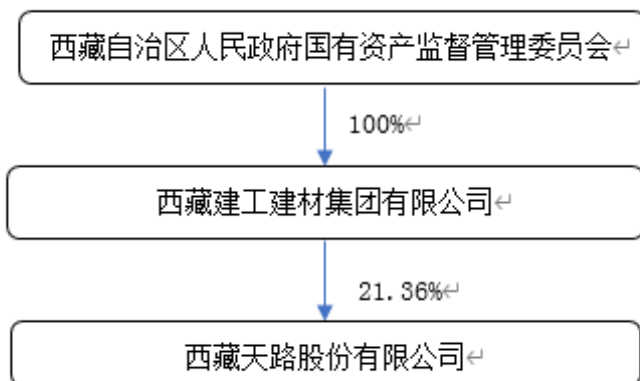 西藏自治区人民政府国有资产监督管理委员会↵
100%↵
西藏建工建材集团有限公司↵
21.36%↵
西藏天路股份有限公司↵